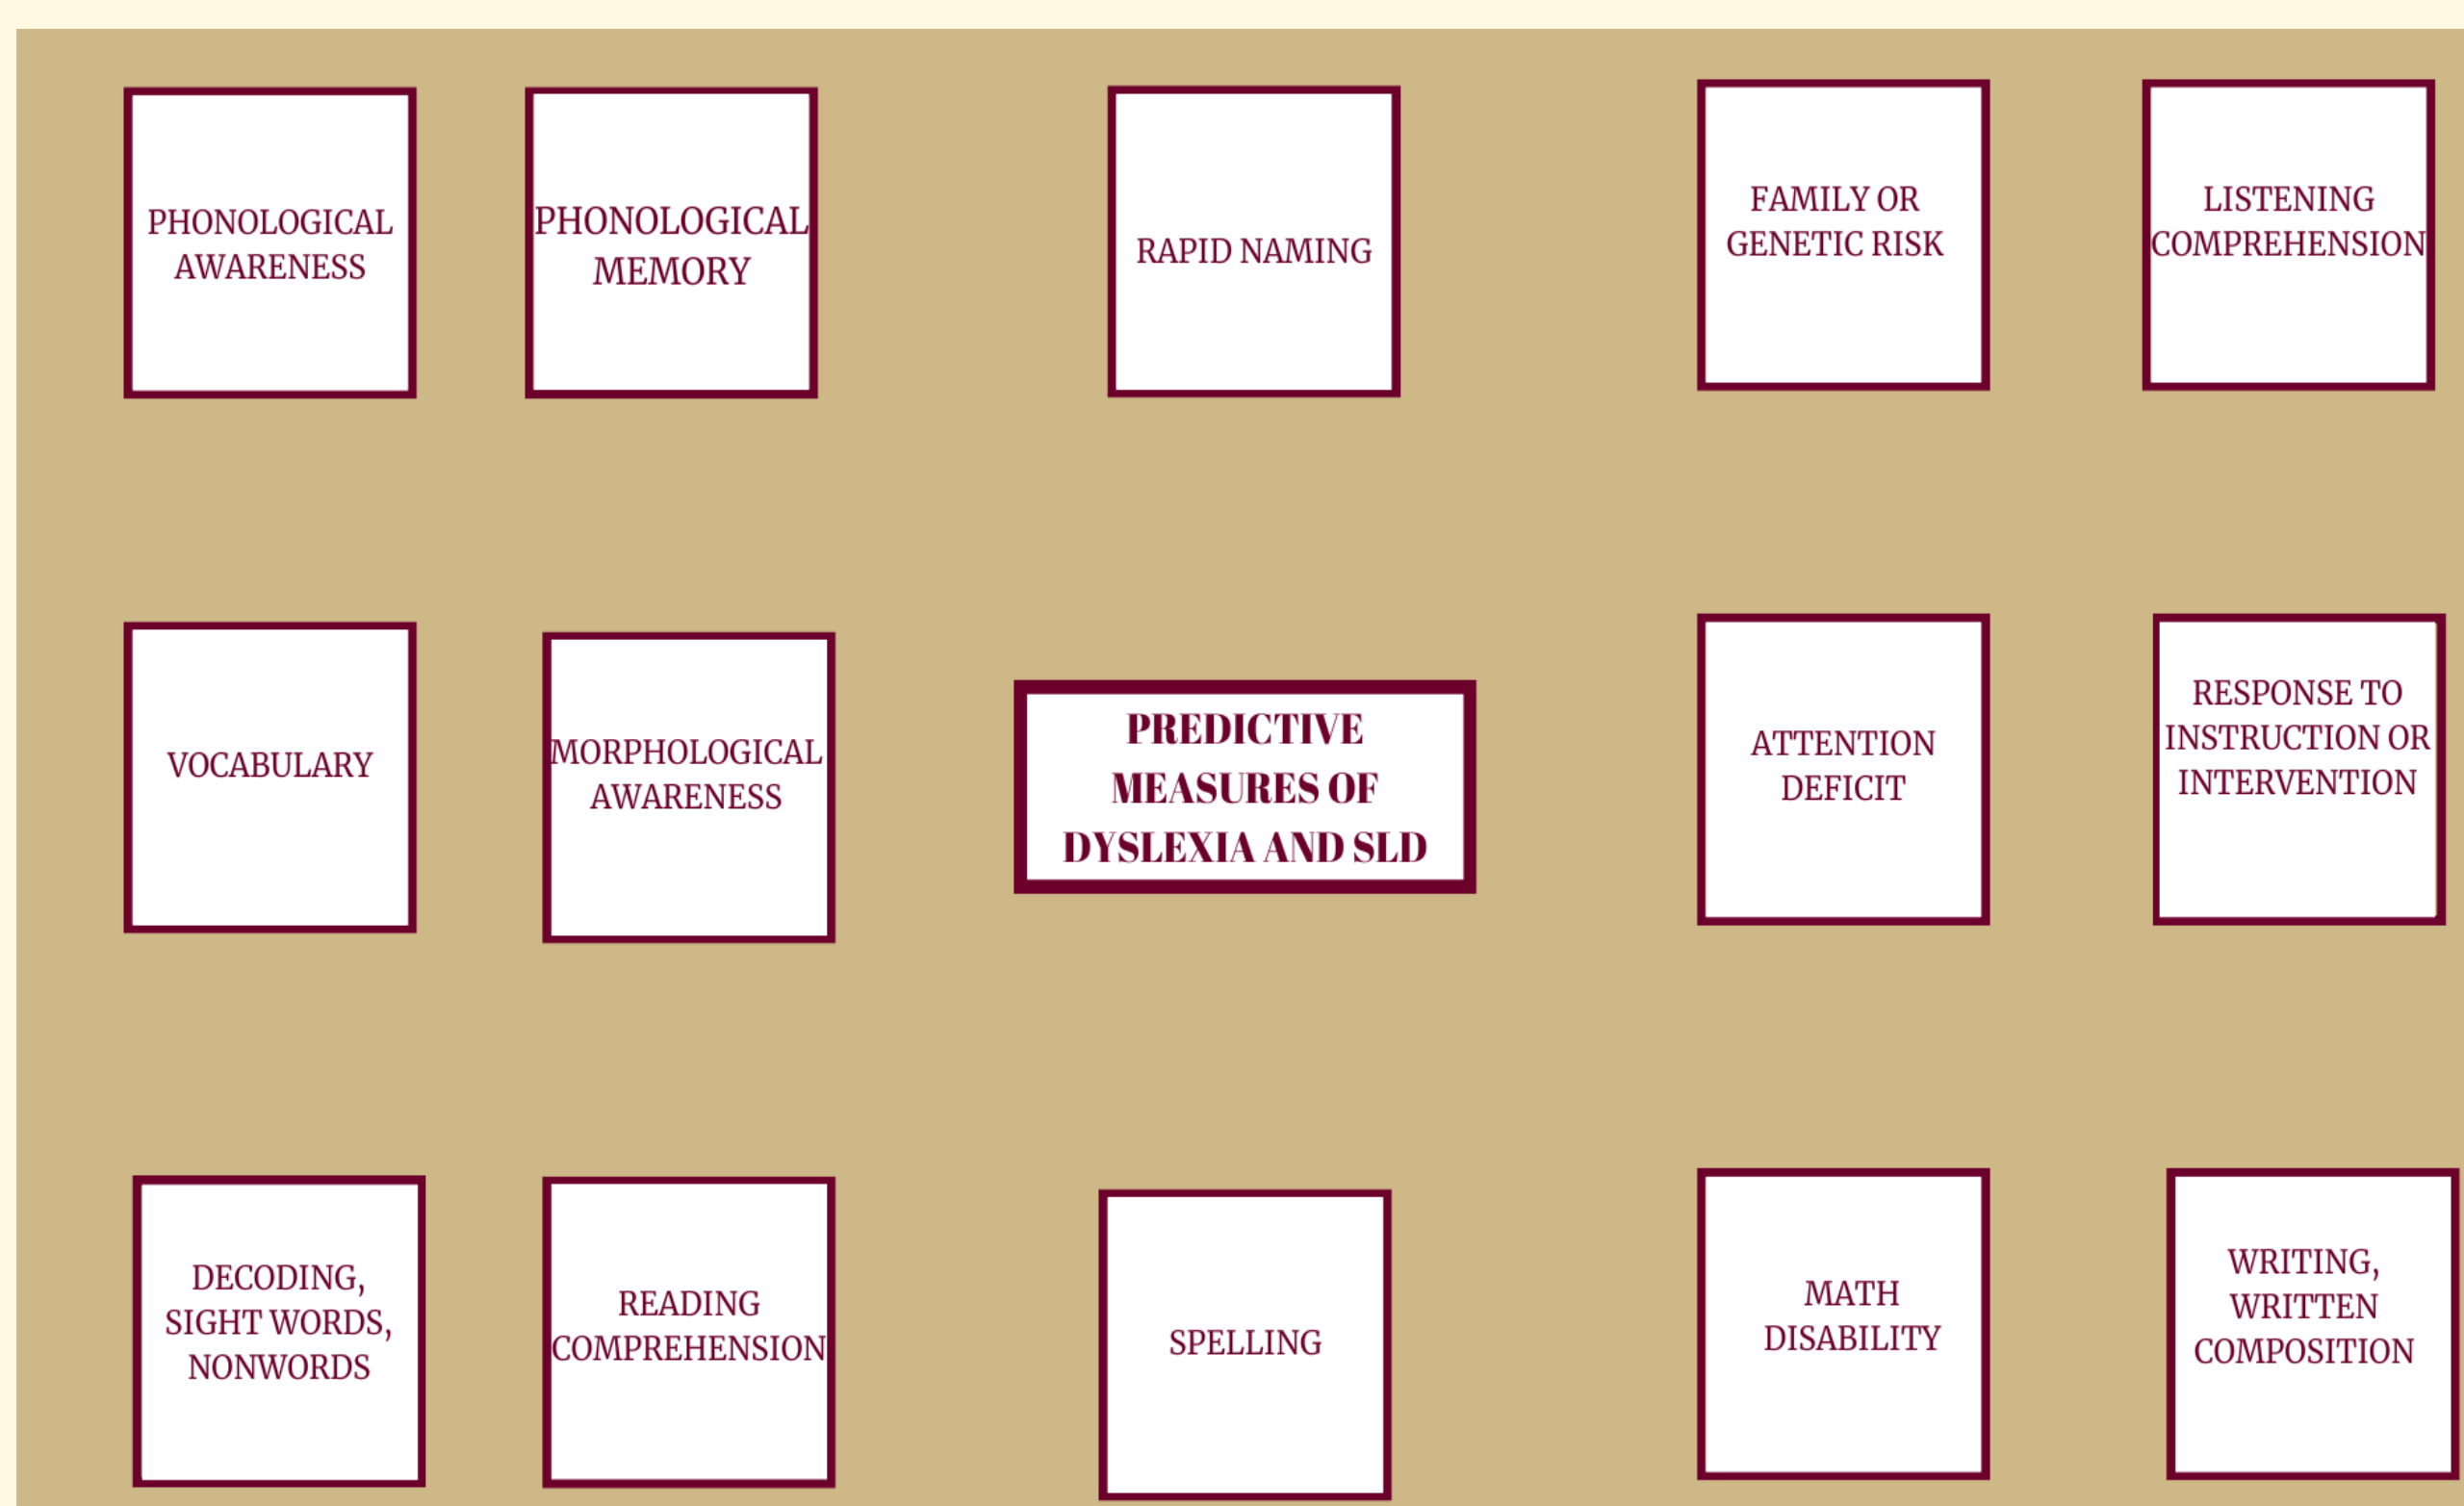 PHONOLOGICAL
AWARENESS
PHONOLOGICAL
MEMORY
RAPID NAMING
FAMILY OR
GENETIC RISK
LISTENING
COMPREHENSION
VOCABULARY
MORPHOLOGICAL
AWARENESS
PREDICTIVE
MEASURES OF
DYSLEXIA AND SLD
ATTENTION
DEFICIT
RESPONSE TO
INSTRUCTION OR
INTERVENTION
DECODING,
SIGHT WORDS,
NONWORDS
READING
COMPREHENSION
SPELLING
MATH
DISABILITY
WRITING,
WRITTEN
COMPOSITION